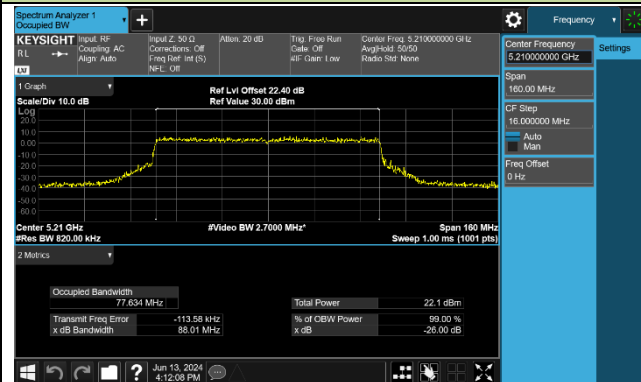 Spectrum Analyzer 1
Occupied BW
Frequency
KEYSIGHT
RL
LXI
Input: RF
Coupling: AC
Align: Auto
Input Z: 50 Ω
Corrections: Off
Freq Ref: Int (S)
NFE: Off
Atten: 20 dB
Trig: Free Run
Gate: Off
#IF Gain: Low
Center Freq: 5.210000000 GHz
Avg|Hold: 50/50
Radio Std: None
Center Frequency
5.210000000 GHz
Settings
Span
160.00 MHz
CF Step
16.000000 MHz
Auto
Man
Freq Offset
0 Hz
1 Graph
Scale/Div 10.0 dB
Ref Lvl Offset 22.40 dB
Ref Value 30.00 dBm
Log
20.0
10.0
0.00
-10.0
-20.0
-30.0
-40.0
-50.0
-60.0
Center 5.21 GHz
#Res BW 820.00 kHz
#Video BW 2.7000 MHz*
Span 160 MHz
Sweep 1.00 ms (1001 pts)
2 Metrics
Occupied Bandwidth
77.634 MHz
Total Power 22.1 dBm
Transmit Freq Error -113.58 kHz
% of OBW Power 99.00 %
x dB Bandwidth 88.01 MHz
x dB -26.00 dB
?
Jun 13, 2024
4:12:08 PM